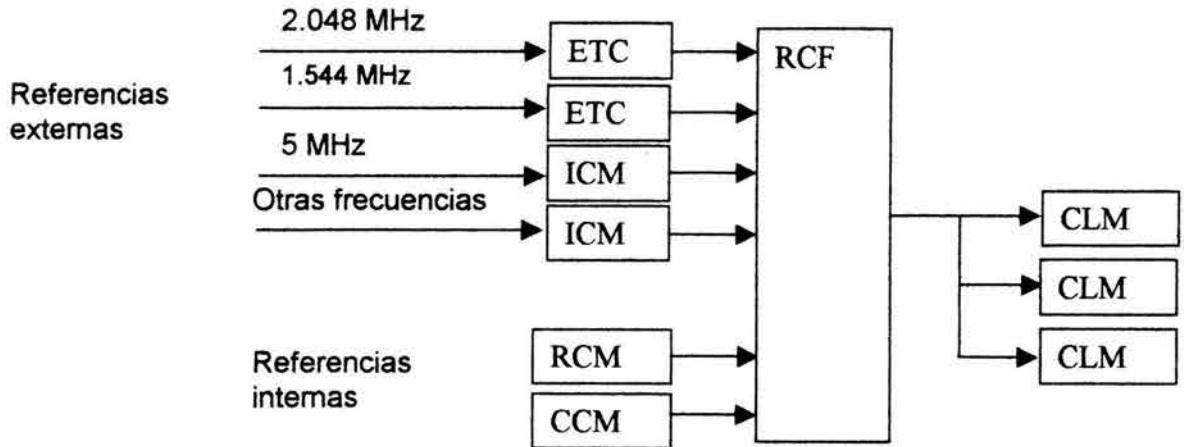 2.048 MHz
ETC
RCF
1.544 MHz
Referencias
externas
ETC
5 MHz
ICM
Otras frecuencias
ICM
CLM
CLM
CLM
Referencias
internas
RCM
CCM